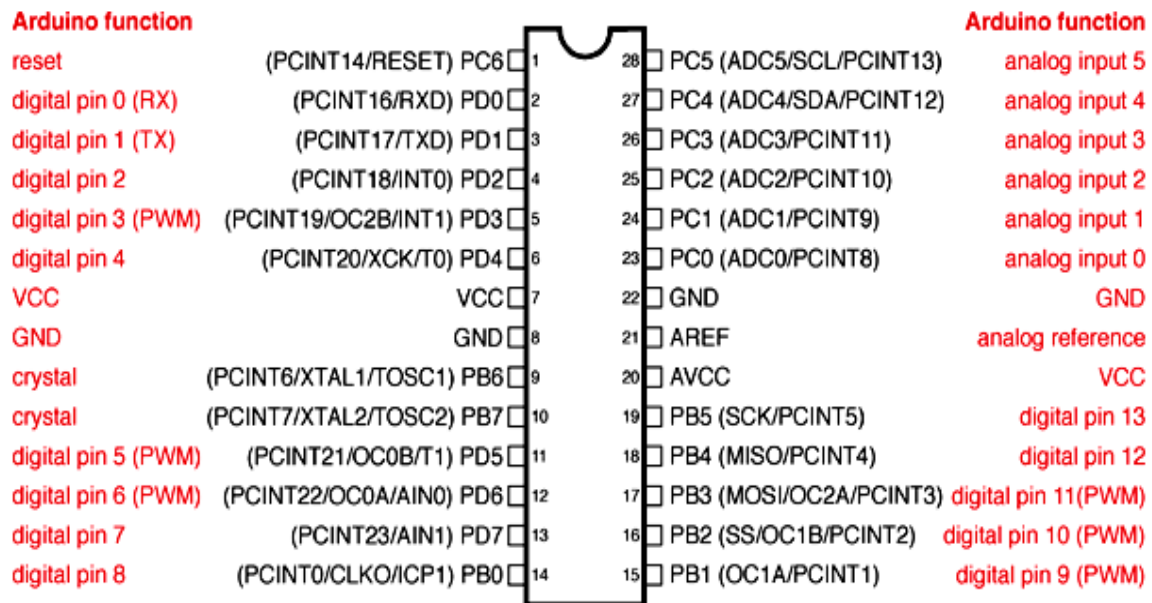 Arduino function Arduino function
reset (PCINT14/RESET) PC6 1 28 PC5 (ADC5/SCL/PCINT13) analog input 5
digital pin 0 (RX) (PCINT16/RXD) PD0 2 27 PC4 (ADC4/SDA/PCINT12) analog input 4
digital pin 1 (TX) (PCINT17/TXD) PD1 3 26 PC3 (ADC3/PCINT11) analog input 3
digital pin 2 (PCINT18/INT0) PD2 4 25 PC2 (ADC2/PCINT10) analog input 2
digital pin 3 (PWM) (PCINT19/OC2B/INT1) PD3 5 24 PC1 (ADC1/PCINT9) analog input 1
digital pin 4 (PCINT20/XCK/T0) PD4 6 23 PC0 (ADC0/PCINT8) analog input 0
VCC VCC 7 22 GND GND
GND GND 8 21 AREF analog reference
crystal (PCINT6/XTAL1/TOSC1) PB6 9 20 AVCC VCC
crystal (PCINT7/XTAL2/TOSC2) PB7 10 19 PB5 (SCK/PCINT5) digital pin 13
digital pin 5 (PWM) (PCINT21/OC0B/T1) PD5 11 18 PB4 (MISO/PCINT4) digital pin 12
digital pin 6 (PWM) (PCINT22/OC0A/AIN0) PD6 12 17 PB3 (MOSI/OC2A/PCINT3) digital pin 11(PWM)
digital pin 7 (PCINT23/AIN1) PD7 13 16 PB2 (SS/OC1B/PCINT2) digital pin 10 (PWM)
digital pin 8 (PCINT0/CLKO/ICP1) PB0 14 15 PB1 (OC1A/PCINT1) digital pin 9 (PWM)